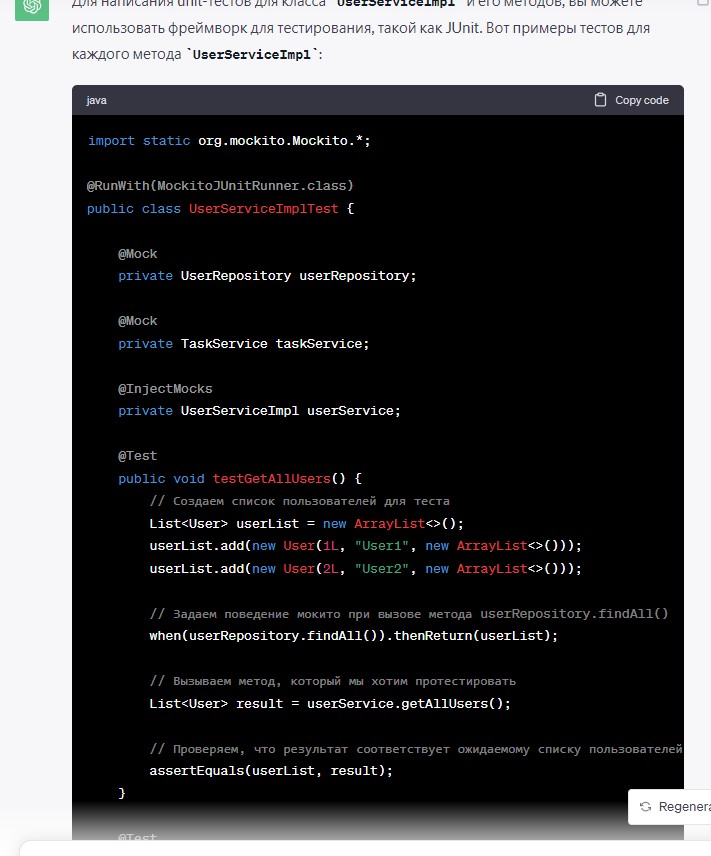 Для написания unit-тестов для класса `UserServiceImpl` и его методов, вы можете
использовать фреймворк для тестирования, такой как JUnit. Вот примеры тестов для
каждого метода `UserServiceImpl`:
java
Copy code
import static org.mockito.Mockito.*;
@RunWith(MockitoJUnitRunner.class)
public class UserServiceImplTest {
@Mock
private UserRepository userRepository;
@Mock
private TaskService taskService;
@InjectMocks
private UserServiceImpl userService;
@Test
public void testGetAllUsers() {
// Создаем список пользователей для теста
List<User> userList = new ArrayList<>();
userList.add(new User(1L, "User1", new ArrayList<>()));
userList.add(new User(2L, "User2", new ArrayList<>()));
// Задаем поведение мокито при вызове метода userRepository.findAll()
when(userRepository.findAll()).thenReturn(userList);
// Вызываем метод, который мы хотим протестировать
List<User> result = userService.getAllUsers();
// Проверяем, что результат соответствует ожидаемому списку пользователей
assertEquals(userList, result);
}
Regenera
@Test